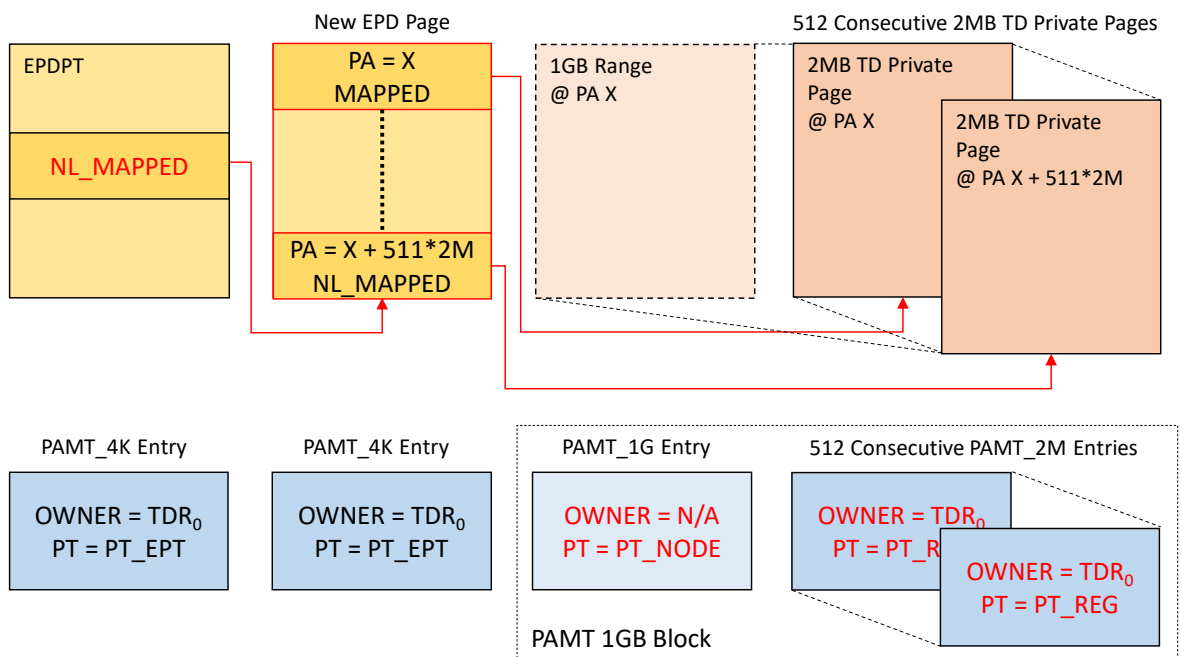 New EPD Page
512 Consecutive 2MB TD Private Pages
EPDPT
NL_MAPPED
PA = X
MAPPED
PA = X + 511*2M
NL_MAPPED
1GB Range
@ PA X
2MB TD Private
Page
@ PA X
2MB TD Private
Page
@ PA X + 511*2M
PAMT_4K Entry
OWNER = TDR₀
PT = PT_EPT
PAMT_4K Entry
OWNER = TDR₀
PT = PT_EPT
PAMT_1G Entry
OWNER = N/A
PT = PT_NODE
512 Consecutive PAMT_2M Entries
OWNER = TDR₀
PT = PT_R
OWNER = TDR₀
PT = PT_REG
PAMT 1GB Block